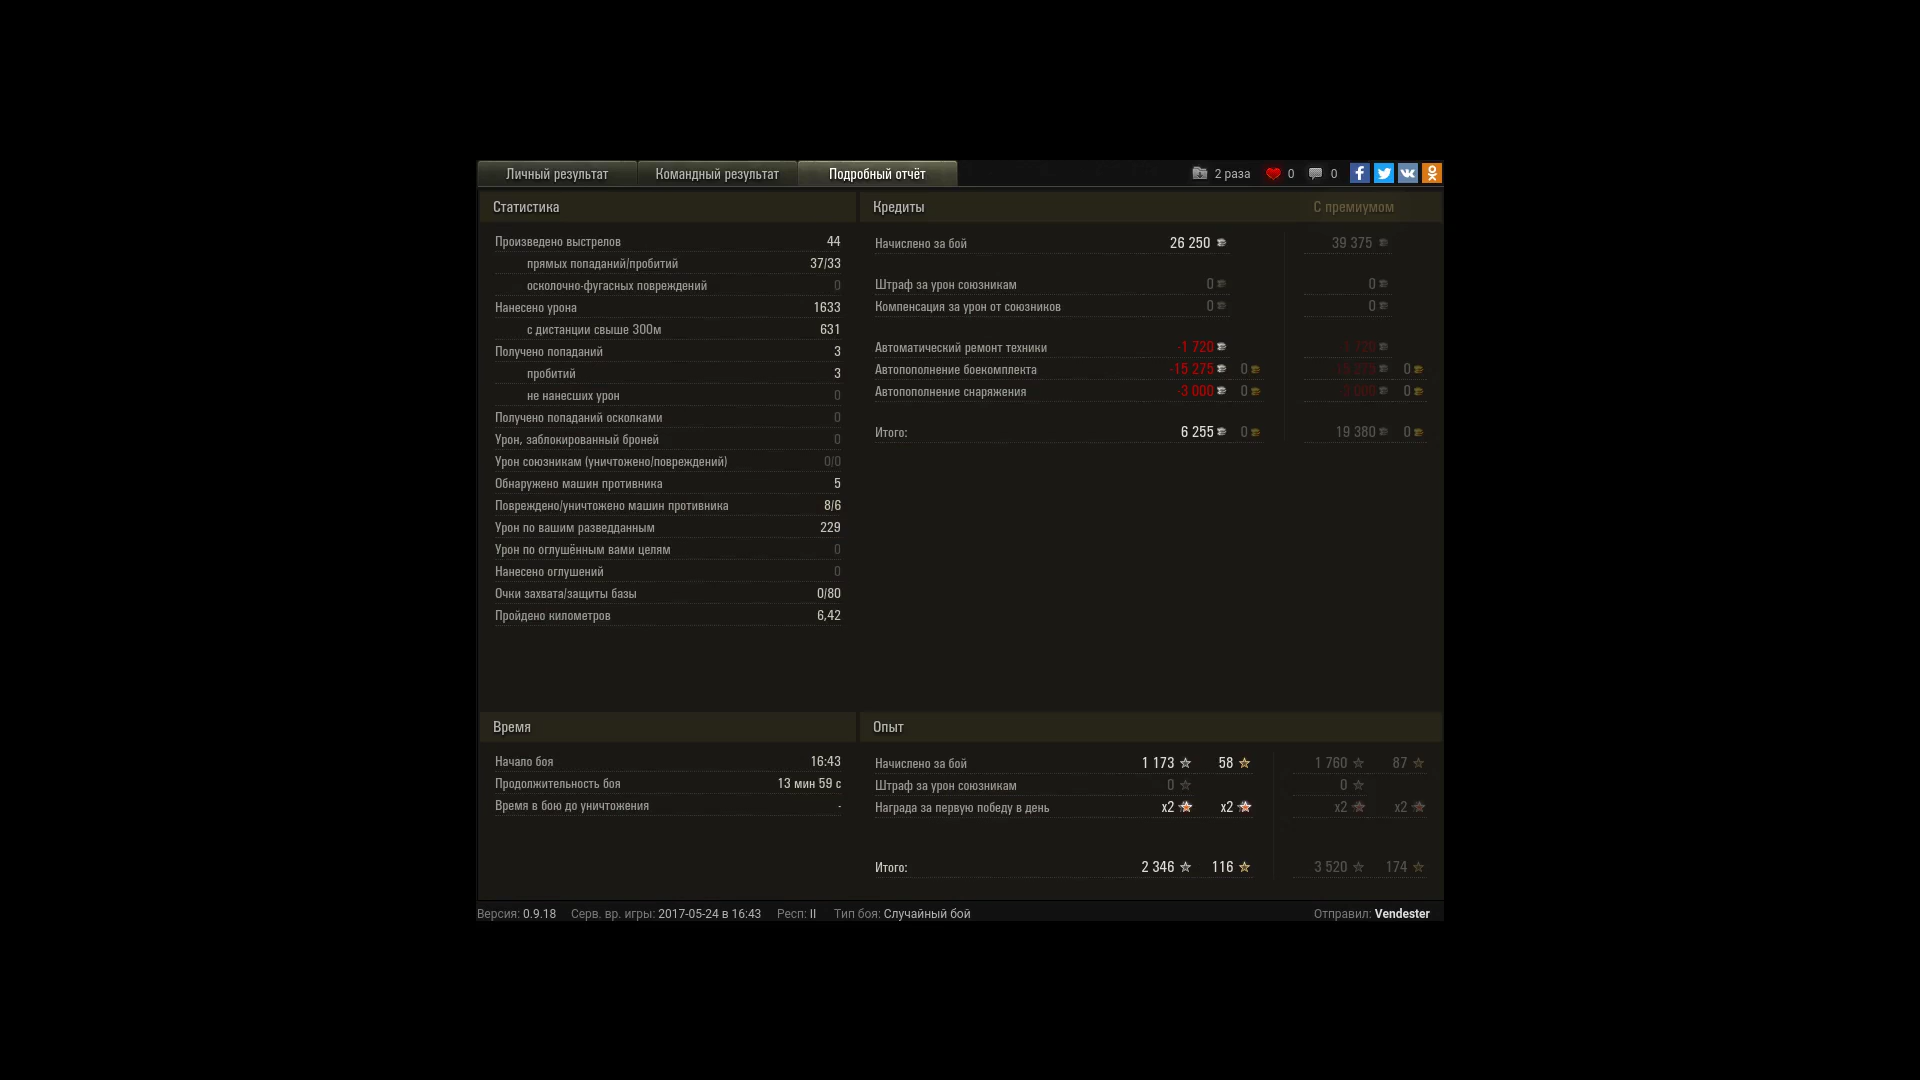 Личный результат Командный результат Подробный отчёт 2 раза 0 0
Статистика
Произведено выстрелов 44
прямых попаданий/пробитий 37/33
осколочно-фугасных повреждений 0
Нанесено урона 1633
с дистанции свыше 300м 631
Получено попаданий 3
пробитий 3
не нанесших урон 0
Получено попаданий осколками 0
Урон, заблокированный броней 0
Урон союзникам (уничтожено/повреждений) 0/0
Обнаружено машин противника 5
Повреждено/уничтожено машин противника 8/6
Урон по вашим разведданным 229
Урон по оглушённым вами целям 0
Нанесено оглушений 0
Очки захвата/защиты базы 0/80
Пройдено километров 6,42
Кредиты С премиумом
Начислено за бой 26 250 39 375
Штраф за урон союзникам 0 0
Компенсация за урон от союзников 0 0
Автоматический ремонт техники -1 720
Автопополнение боекомплекта -15 275 0 0
Автопополнение снаряжения -3 000 0 0
Итого: 6 255 0 19 380 0
Время
Начало боя 16:43
Продолжительность боя 13 мин 59 с
Время в бою до уничтожения -
Опыт
Начислено за бой 1 173 58 1 760 87
Штраф за урон союзникам 0 0
Награда за первую победу в день x2 x2 x2 x2
Итого: 2 346 116 3 520 174
Версия: 0.9.18 Серв. вр. игры: 2017-05-24 в 16:43 Респ: II Тип боя: Случайный бой Отправил: Vendester